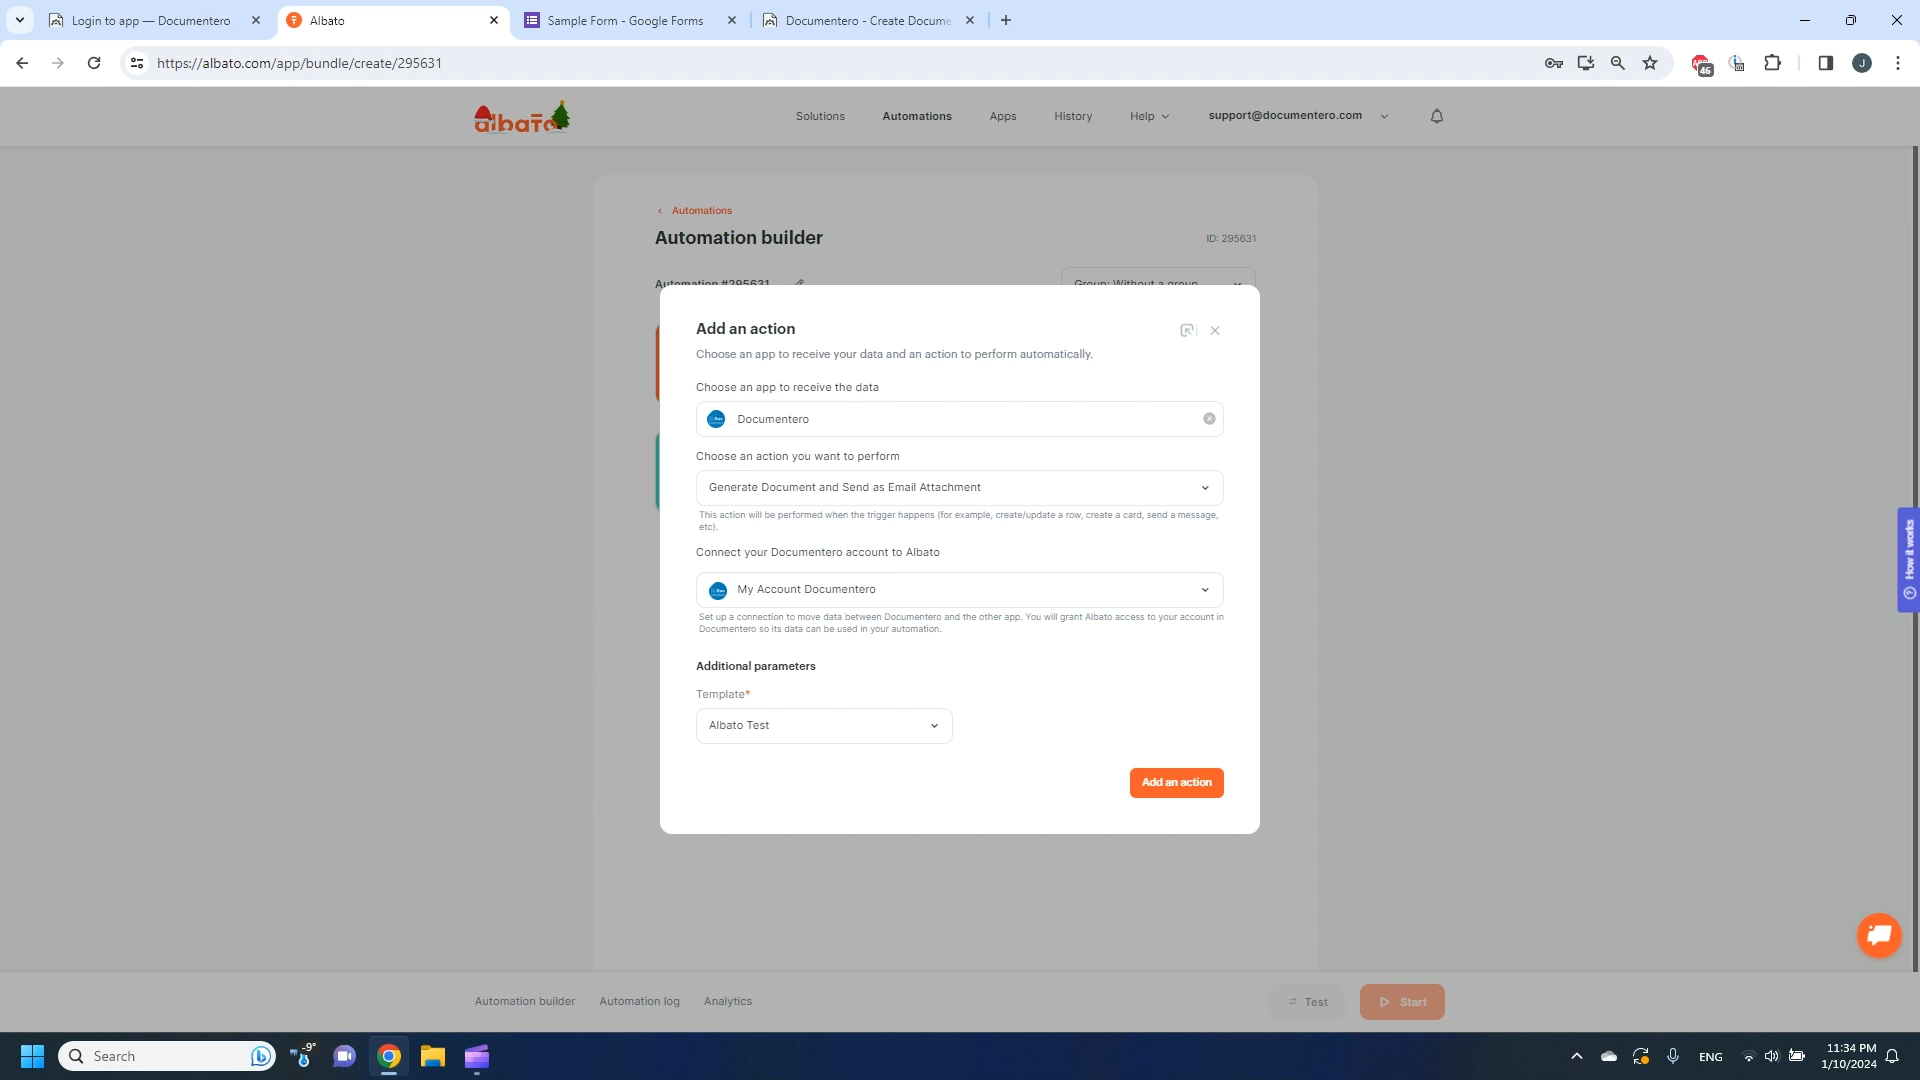 Login to app — Documentero
Albato
Sample Form - Google Forms
Documentero - Create Docume
https://albato.com/app/bundle/create/295631
46
J
albato
Solutions
Automations
Apps
History
Help
support@documentero.com
Automations
Automation builder
ID: 295631
Automation #295631
Group: Without a group
Add an action
Choose an app to receive your data and an action to perform automatically.
Choose an app to receive the data
Documentero
Choose an action you want to perform
Generate Document and Send as Email Attachment
This action will be performed when the trigger happens (for example, create/update a row, create a card, send a message,
etc).
Connect your Documentero account to Albato
My Account Documentero
Set up a connection to move data between Documentero and the other app. You will grant Albato access to your account in
Documentero so its data can be used in your automation.
Additional parameters
Template*
Albato Test
Add an action
How it works
Automation builder
Automation log
Analytics
Test
Start
Search
-9°
ENG
11:34 PM
1/10/2024